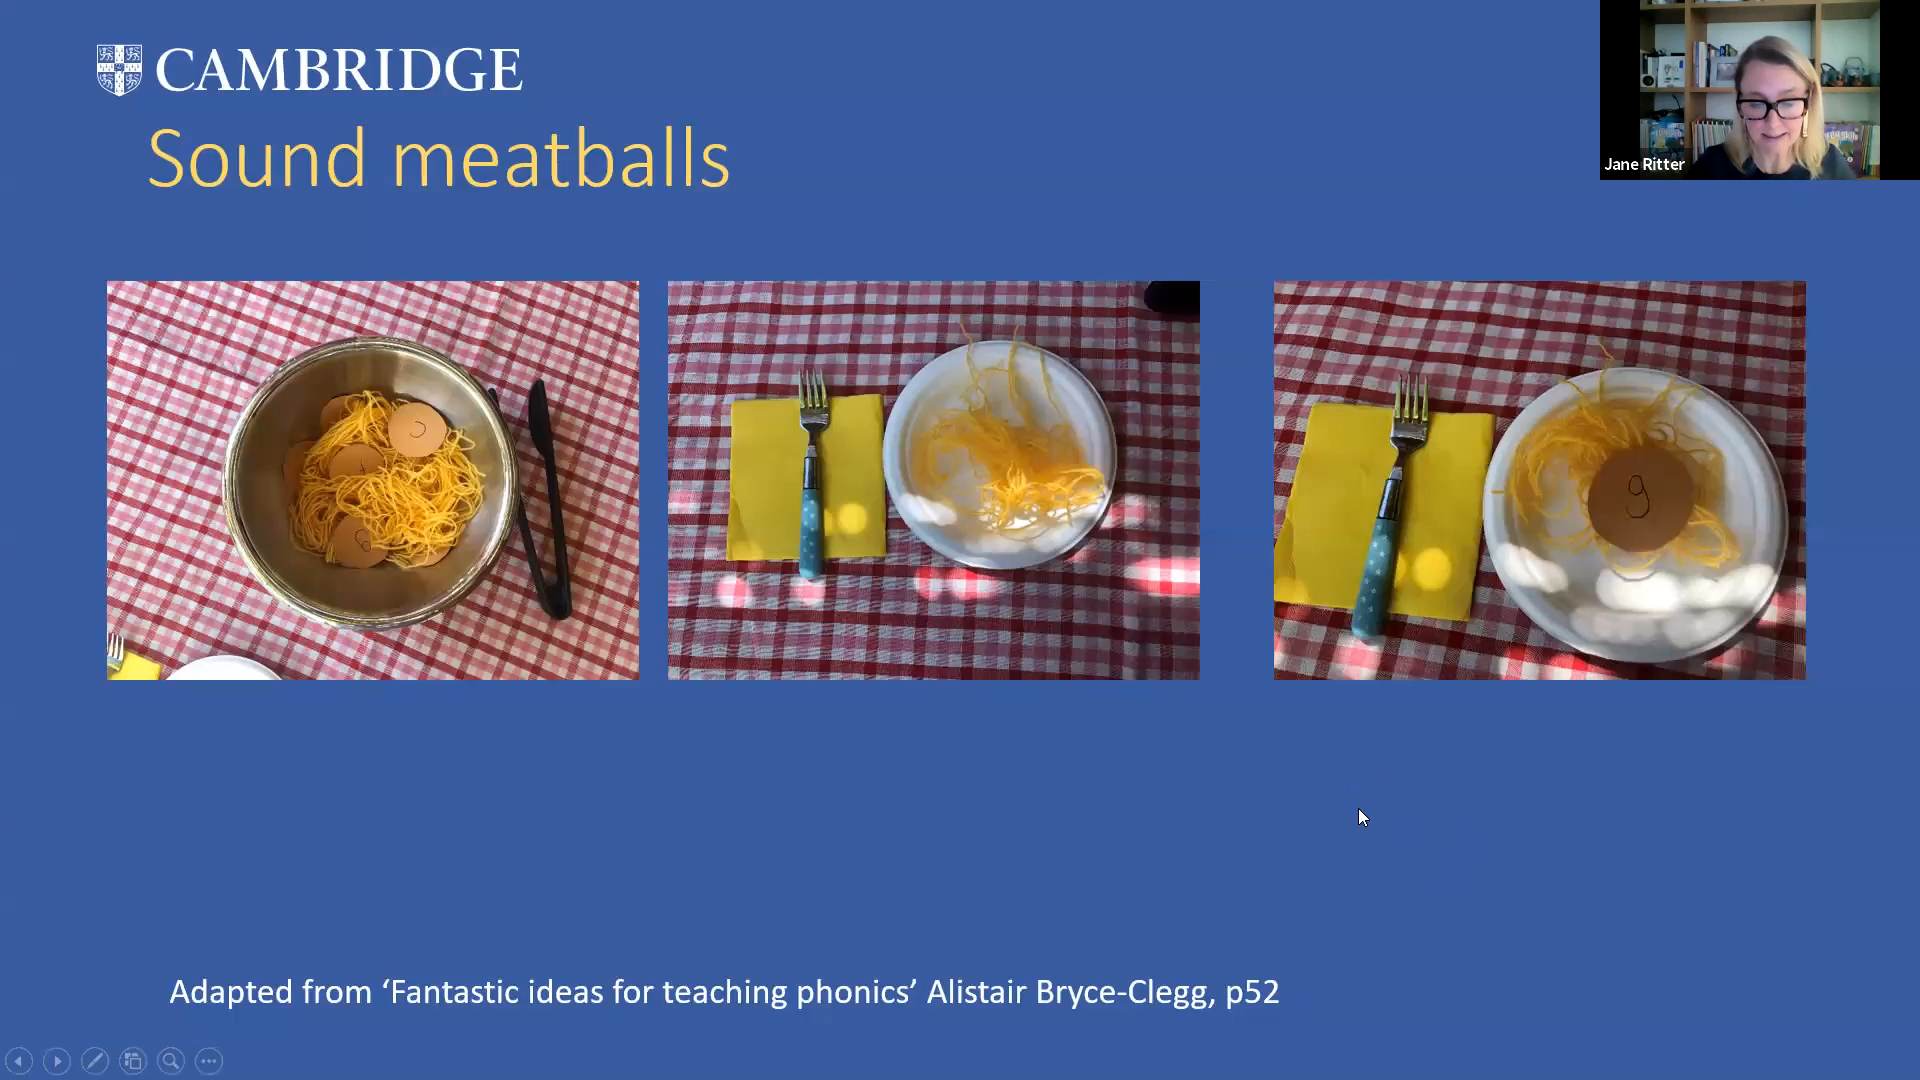 CAMBRIDGE
Sound meatballs
Jane Ritter
g
Adapted from ‘Fantastic ideas for teaching phonics’ Alistair Bryce-Clegg, p52